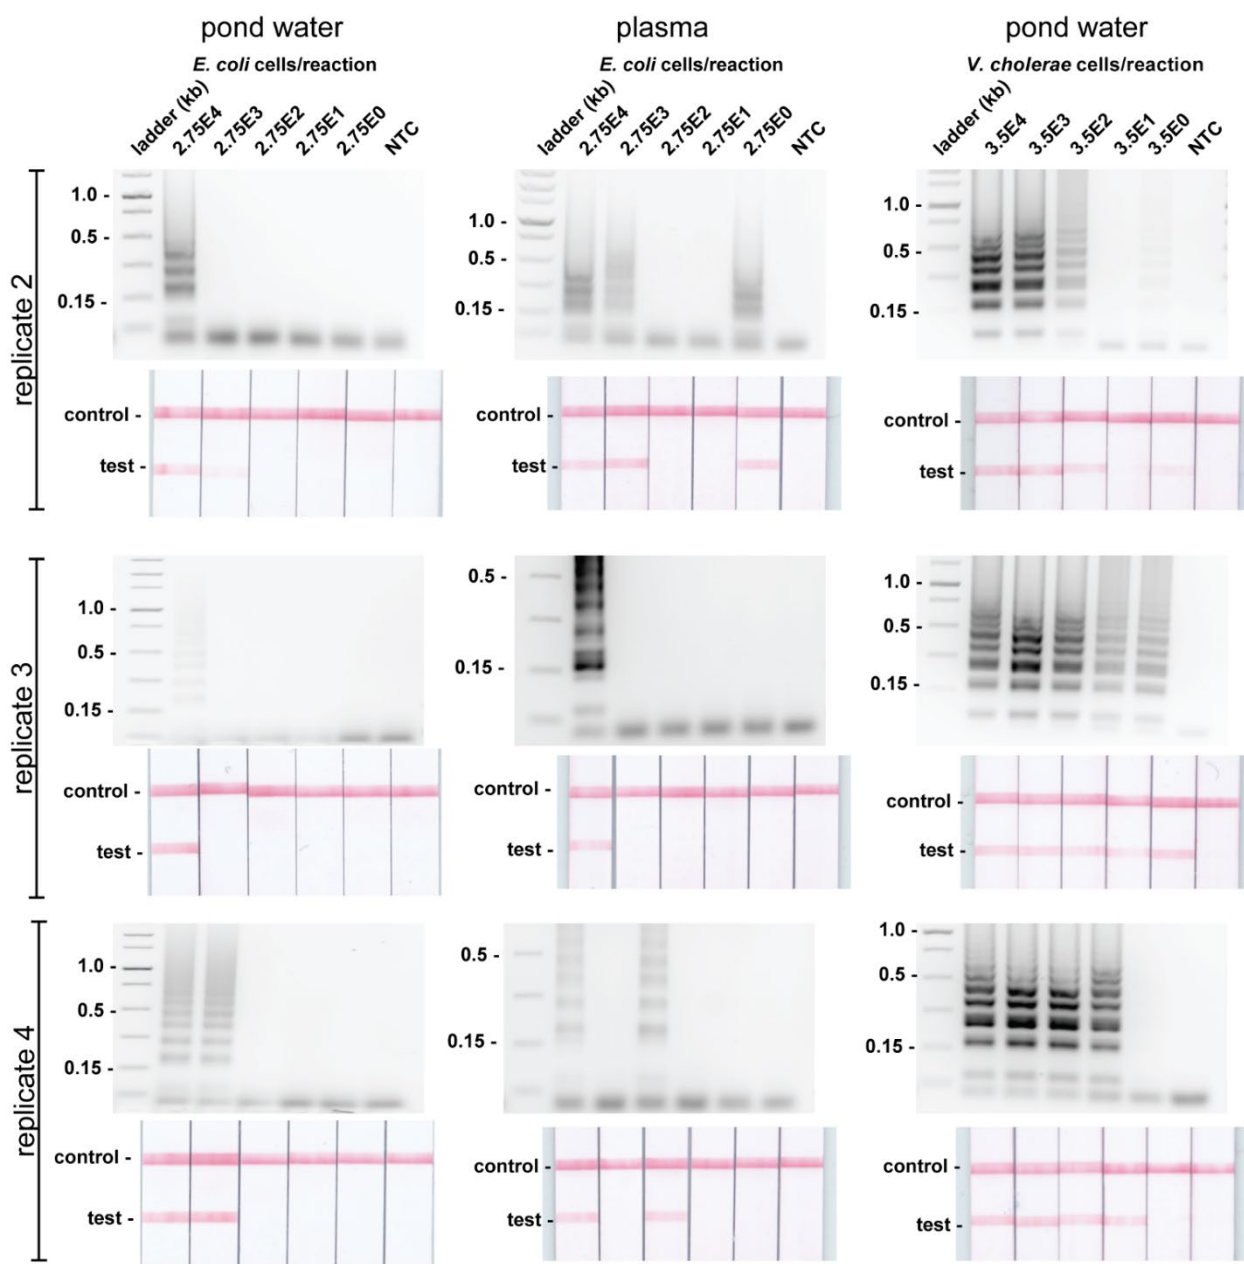 pond water
plasma
pond water
E. coli cells/reaction
E. coli cells/reaction
V. cholerae cells/reaction
ladder (kb) 2.75E4 2.75E3 2.75E2 2.75E1 2.75E0 NTC
ladder (kb) 2.75E4 2.75E3 2.75E2 2.75E1 2.75E0 NTC
ladder (kb) 3.5E4 3.5E3 3.5E2 3.5E1 3.5E0 NTC
replicate 2
1.0 -
0.5 -
0.15 -
control -
test -
1.0 -
0.5 -
0.15 -
control -
test -
1.0 -
0.5 -
0.15 -
control -
test -
replicate 3
1.0 -
0.5 -
0.15 -
control -
test -
0.5 -
0.15 -
control -
test -
1.0 -
0.5 -
0.15 -
control -
test -
replicate 4
1.0 -
0.5 -
0.15 -
control -
test -
0.5 -
0.15 -
control -
test -
1.0 -
0.5 -
0.15 -
control -
test -